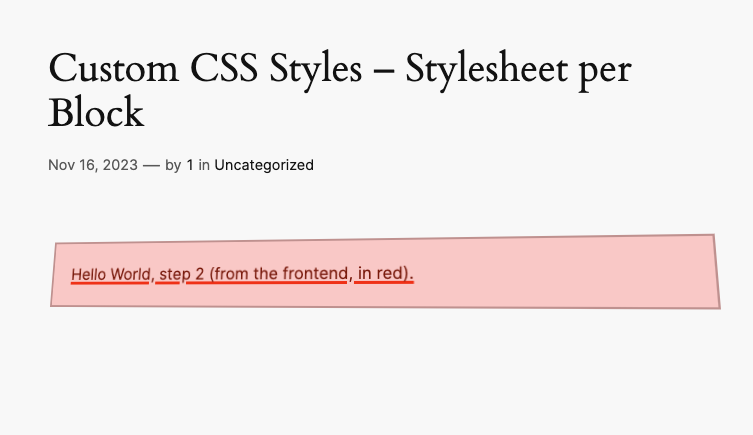 Custom CSS Styles – Stylesheet per
Block
Nov 16, 2023 — by 1 in Uncategorized
Hello World, step 2 (from the frontend, in red).